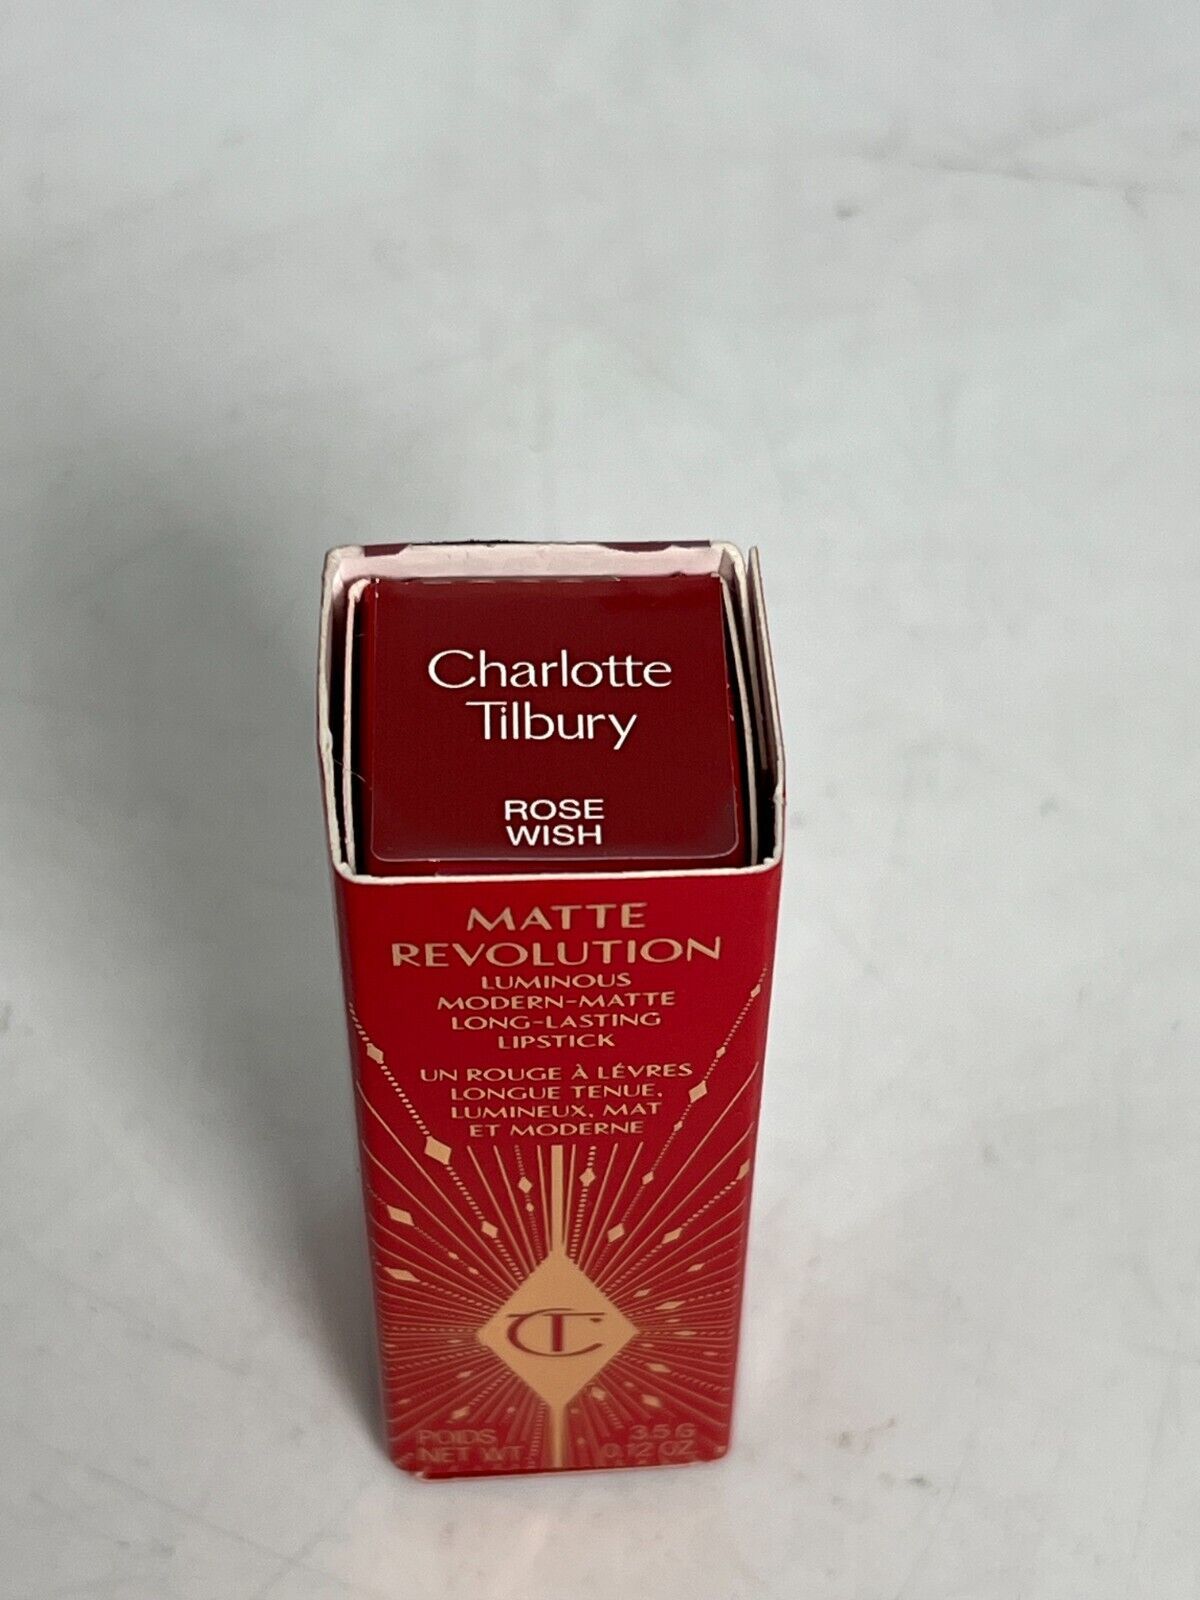 Charlotte
Tilbury
ROSE
WISH
MATTE
REVOLUTION
LUMINOUS
MODERN-MATTE
LONG-LASTING
LIPSTICK
UN ROUGE À LÉVRES
LONGUE TENUE,
LUMINEUX, MAT
ET MODERNE
CT
POIDS 3.5 G
NET WT 0.12 OZ